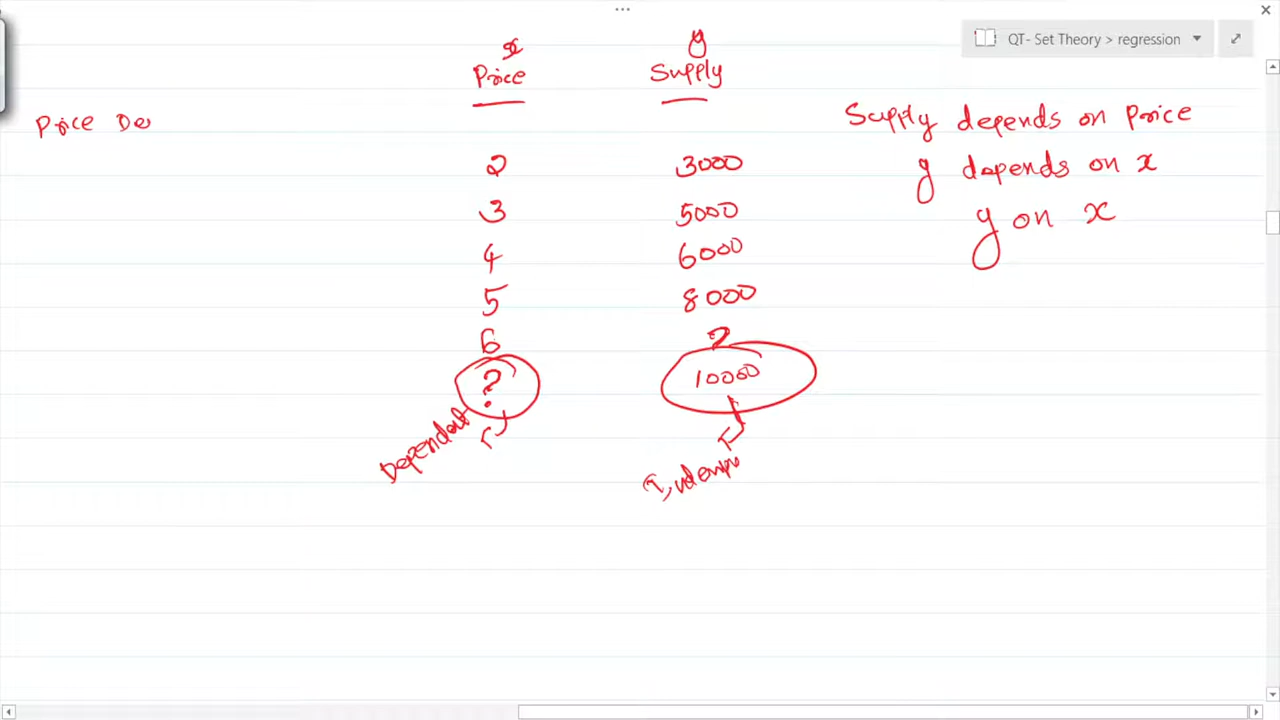 QT- Set Theory > regression
x y
Price Supply
Price De Supply depends on Price
2 3000 y depends on x
3 5000 y on x
4 6000
5 8000
6 ?
? 10000
Dependent